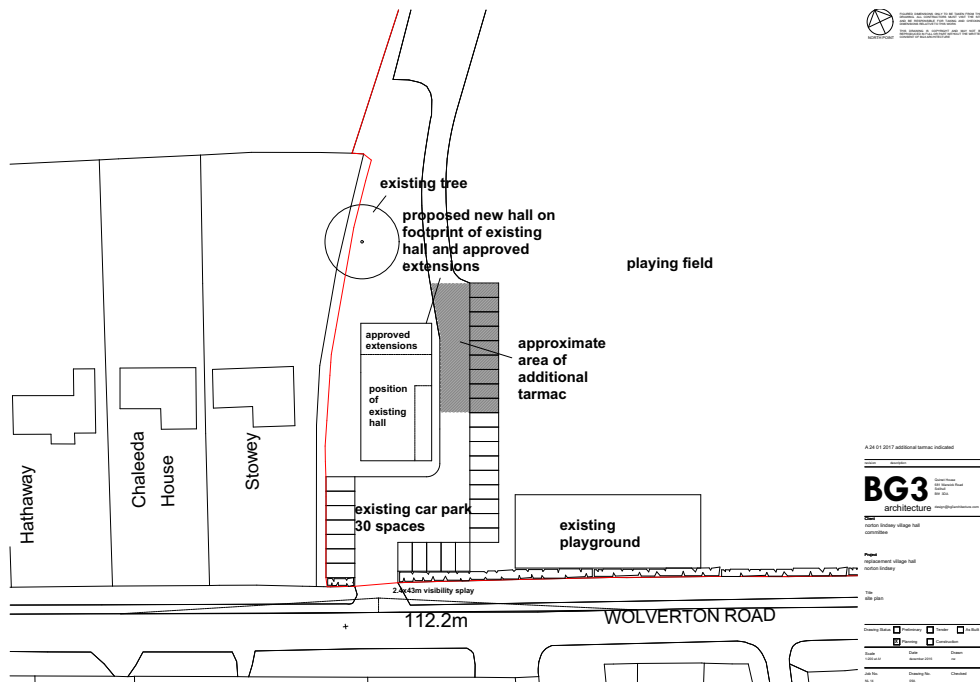 NORTH POINT
existing tree
proposed new hall on
footprint of existing
hall and approved
extensions
playing field
approved
extensions
approximate
area of
additional
tarmac
position
of
existing
hall
Hathaway
Chaleeda
House
Stowey
existing car park
30 spaces
existing
playground
2.4x43m visibility splay
112.2m
WOLVERTON ROAD
A 24 01 2017 additional tarmac indicated
revision description
BG3
architecture
design@bg3architecture.com
Client
norton lindsey village hall
committee
Project
replacement village hall
norton lindsey
Title
site plan
Drawing Status Preliminary Tender As Built
Planning Construction
Scale Date Drawn
december 2016
Job No. Drawing No. Checked